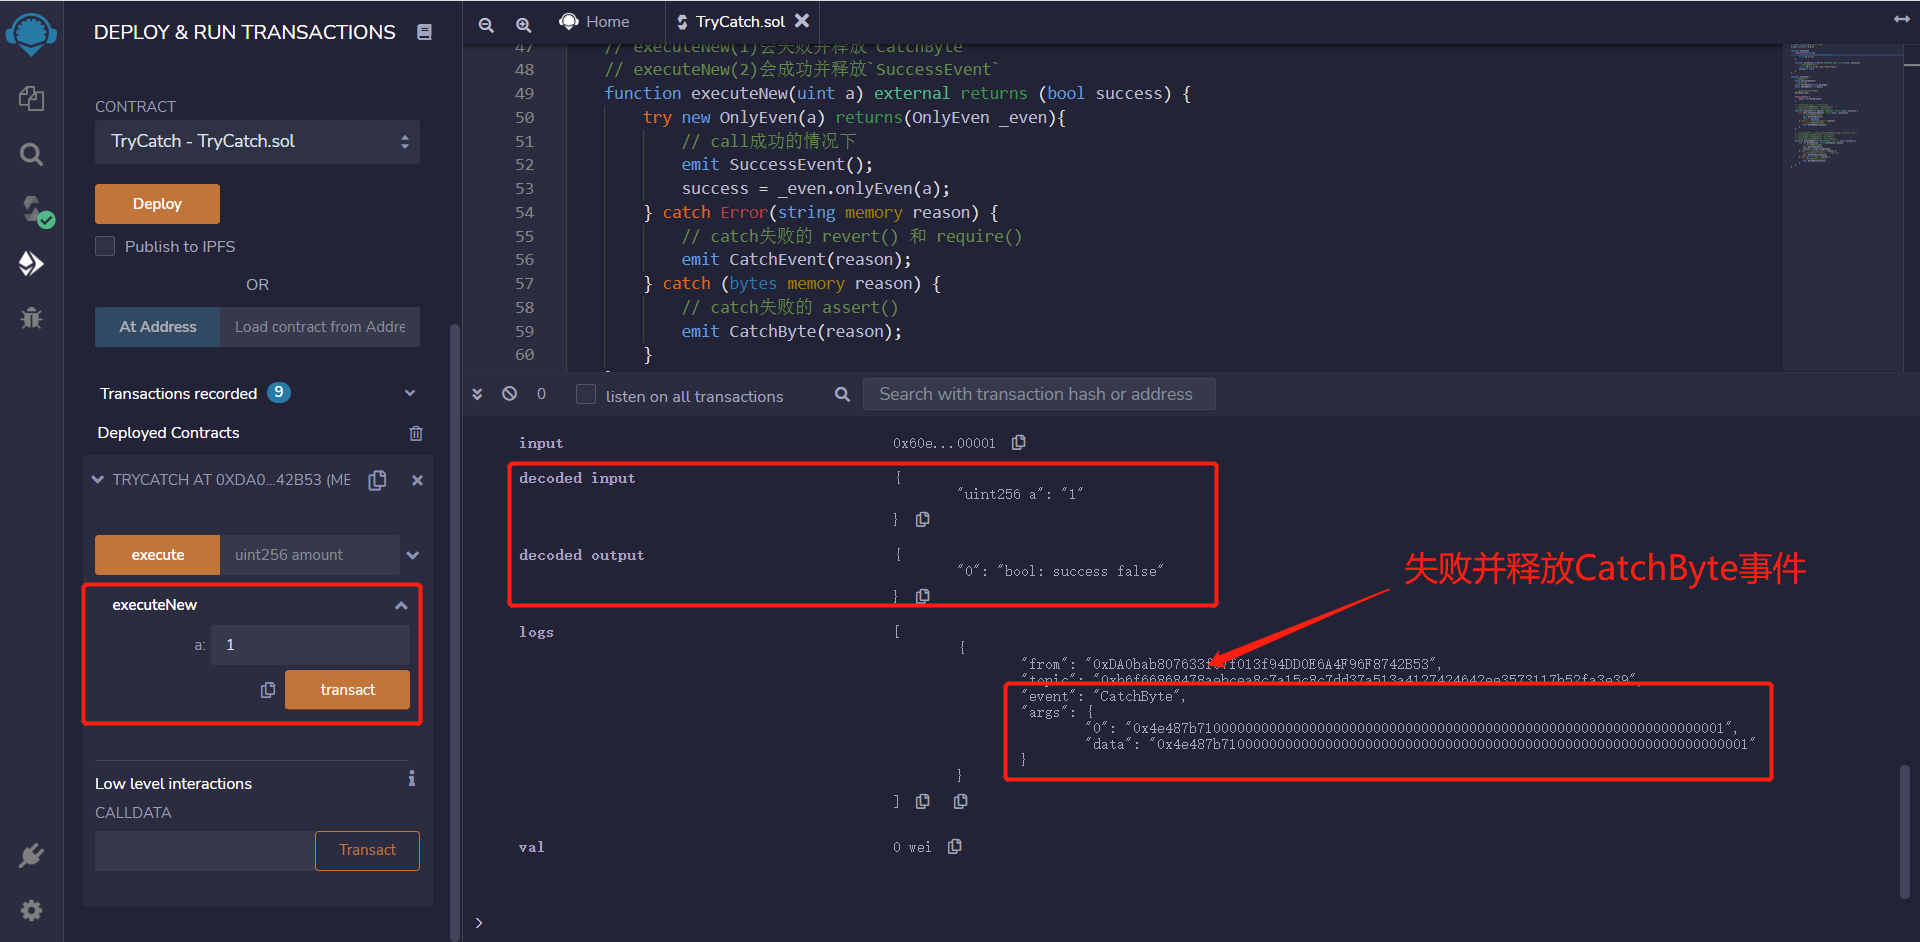 DEPLOY & RUN TRANSACTIONS
CONTRACT
TryCatch - TryCatch.sol
Deploy
Publish to IPFS
OR
At Address
Load contract from Addre
Transactions recorded 9
Deployed Contracts
TRYCATCH AT 0XDA0...42B53 (ME
execute
uint256 amount
executeNew
a: 1
transact
Low level interactions
CALLDATA
Transact
Home
TryCatch.sol
47 // executeNew(1)会失败并释放`CatchByte`
48 // executeNew(2)会成功并释放`SuccessEvent`
49 function executeNew(uint a) external returns (bool success) {
50 try new OnlyEven(a) returns(OnlyEven _even){
51 // call成功的情况下
52 emit SuccessEvent();
53 success = _even.onlyEven(a);
54 } catch Error(string memory reason) {
55 // catch失败的 revert() 和 require()
56 emit CatchEvent(reason);
57 } catch (bytes memory reason) {
58 // catch失败的 assert()
59 emit CatchByte(reason);
60 }
0
listen on all transactions
Search with transaction hash or address
input 0x60e...00001
decoded input {
"uint256 a": "1"
}
decoded output {
"0": "bool: success false"
}
失败并释放CatchByte事件
logs [
{
"from":
"topic":
"event": "CatchByte",
"args": {
"0":
"data":
}
}
]
val 0 wei
>